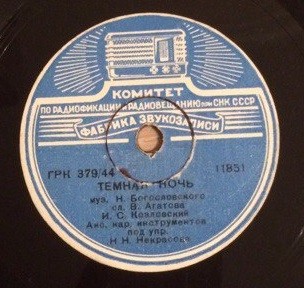 КОМИТЕТ
ПО РАДИОФИКАЦИИ и РАДИОВЕЩАНИЮ при СНК СССР
ФАБРИКА ЗВУКОЗАПИСИ
ГРК 379/44 11851
ТЕМНАЯ НОЧЬ
муз. Н. Богословского
сл. В. Агатова
И. С. Козловский
Анс. нар. инструментов
под упр.
Н. Н. Некрасова